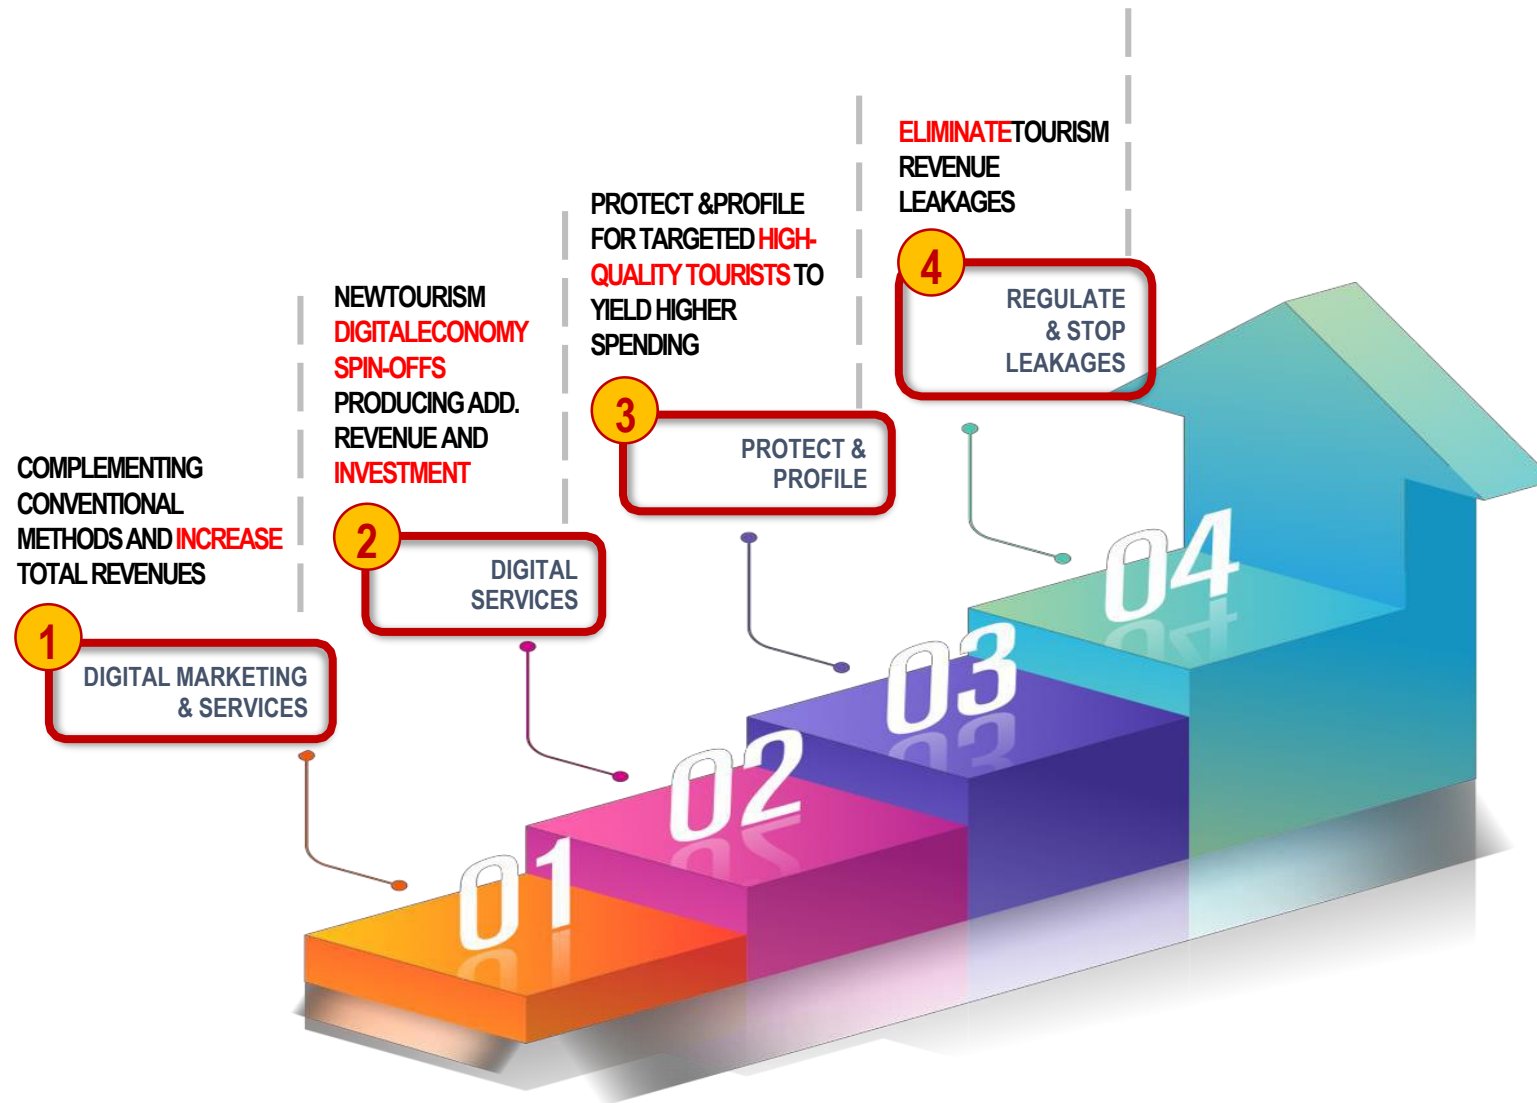 COMPLEMENTING
CONVENTIONAL
METHODS AND INCREASE
TOTAL REVENUES
1
DIGITAL MARKETING
& SERVICES
NEWTOURISM
DIGITALECONOMY
SPIN-OFFS
PRODUCING ADD.
REVENUE AND
INVESTMENT
2
DIGITAL
SERVICES
PROTECT &PROFILE
FOR TARGETED HIGH-
QUALITY TOURISTS TO
YIELD HIGHER
SPENDING
3
PROTECT &
PROFILE
ELIMINATETOURISM
REVENUE
LEAKAGES
4
REGULATE
& STOP
LEAKAGES
01
02
03
04